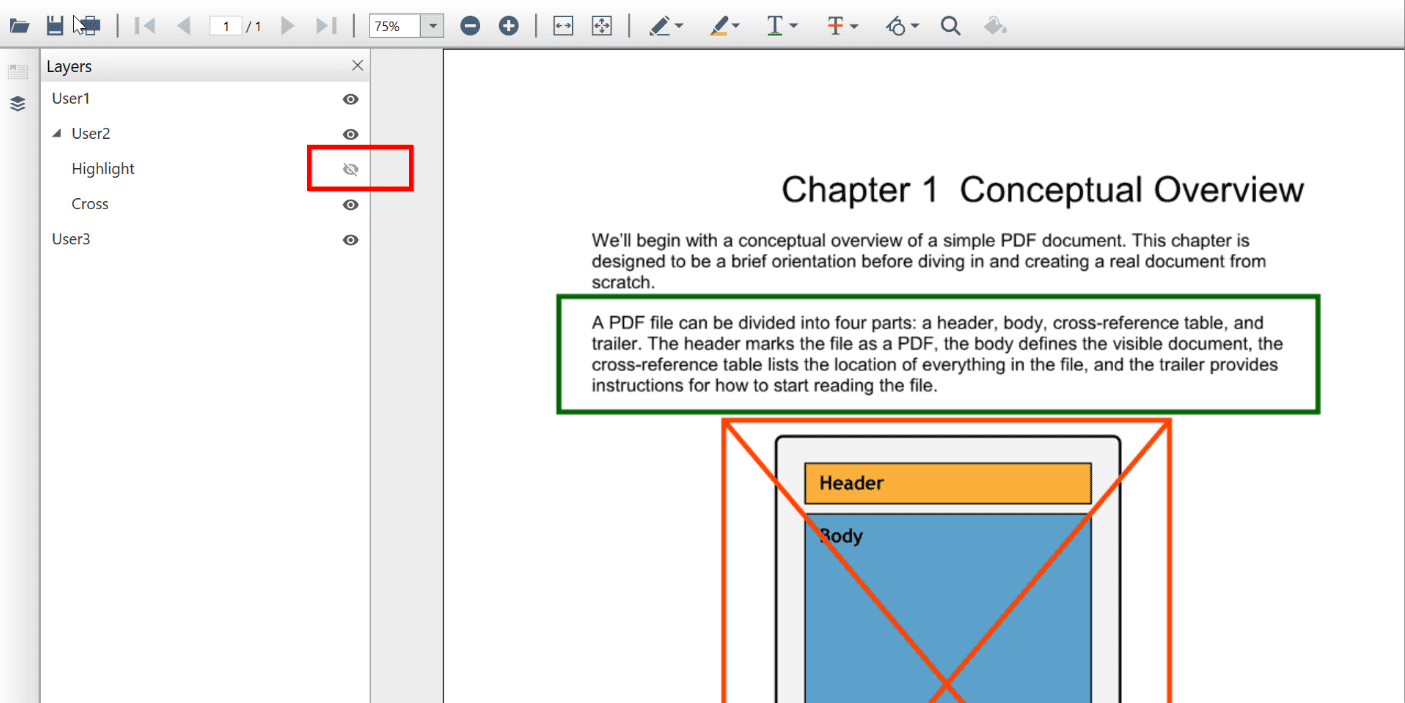 1 / 1
75%
Layers
User1
User2
Highlight
Cross
User3
Chapter 1 Conceptual Overview
We'll begin with a conceptual overview of a simple PDF document. This chapter is
designed to be a brief orientation before diving in and creating a real document from
scratch.
A PDF file can be divided into four parts: a header, body, cross-reference table, and
trailer. The header marks the file as a PDF, the body defines the visible document, the
cross-reference table lists the location of everything in the file, and the trailer provides
instructions for how to start reading the file.
Header
Body